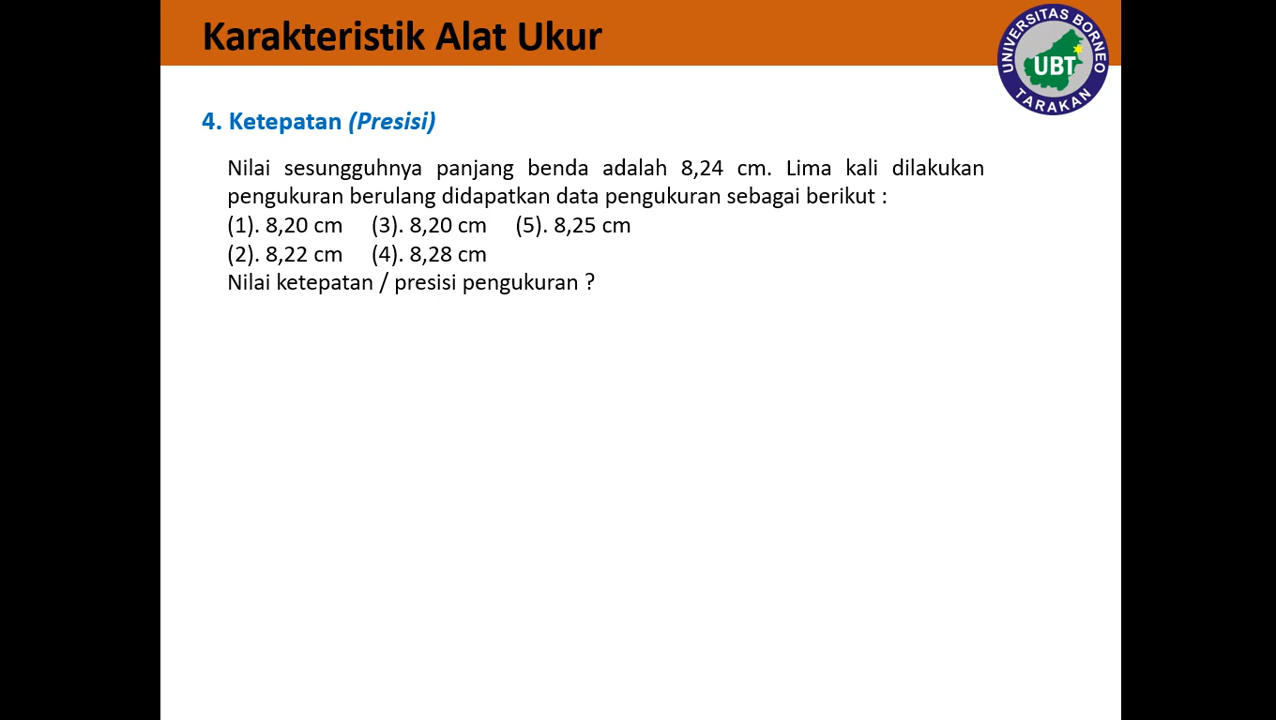 Karakteristik Alat Ukur
UNIVERSITAS BORNEO
UBT
TARAKAN
4. Ketepatan (Presisi)
Nilai sesungguhnya panjang benda adalah 8,24 cm. Lima kali dilakukan
pengukuran berulang didapatkan data pengukuran sebagai berikut :
(1). 8,20 cm (3). 8,20 cm (5). 8,25 cm
(2). 8,22 cm (4). 8,28 cm
Nilai ketepatan / presisi pengukuran ?